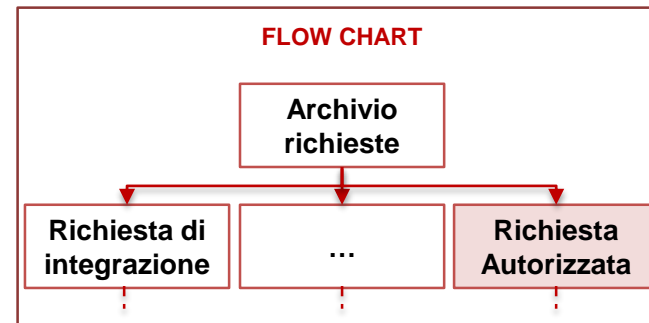 FLOW CHART
Archivio
richieste
Richiesta di
integrazione
...
Richiesta
Autorizzata